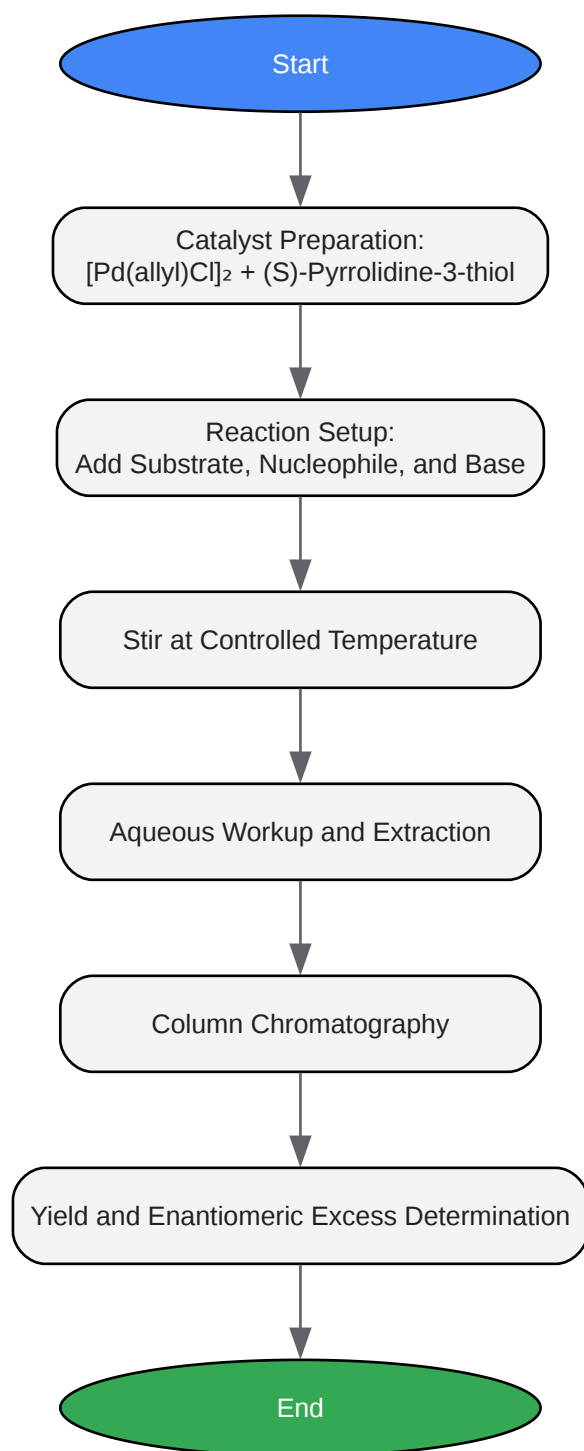 Start
Catalyst Preparation:
[Pd(allyl)Cl]₂ + (S)-Pyrrolidine-3-thiol
Reaction Setup:
Add Substrate, Nucleophile, and Base
Stir at Controlled Temperature
Aqueous Workup and Extraction
Column Chromatography
Yield and Enantiomeric Excess Determination
End